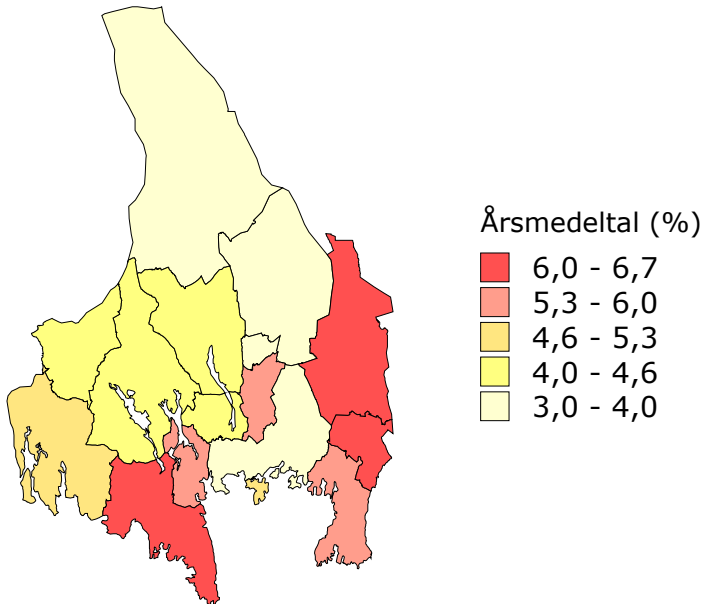 Årsmedeltal (%)
6,0 - 6,7
5,3 - 6,0
4,6 - 5,3
4,0 - 4,6
3,0 - 4,0